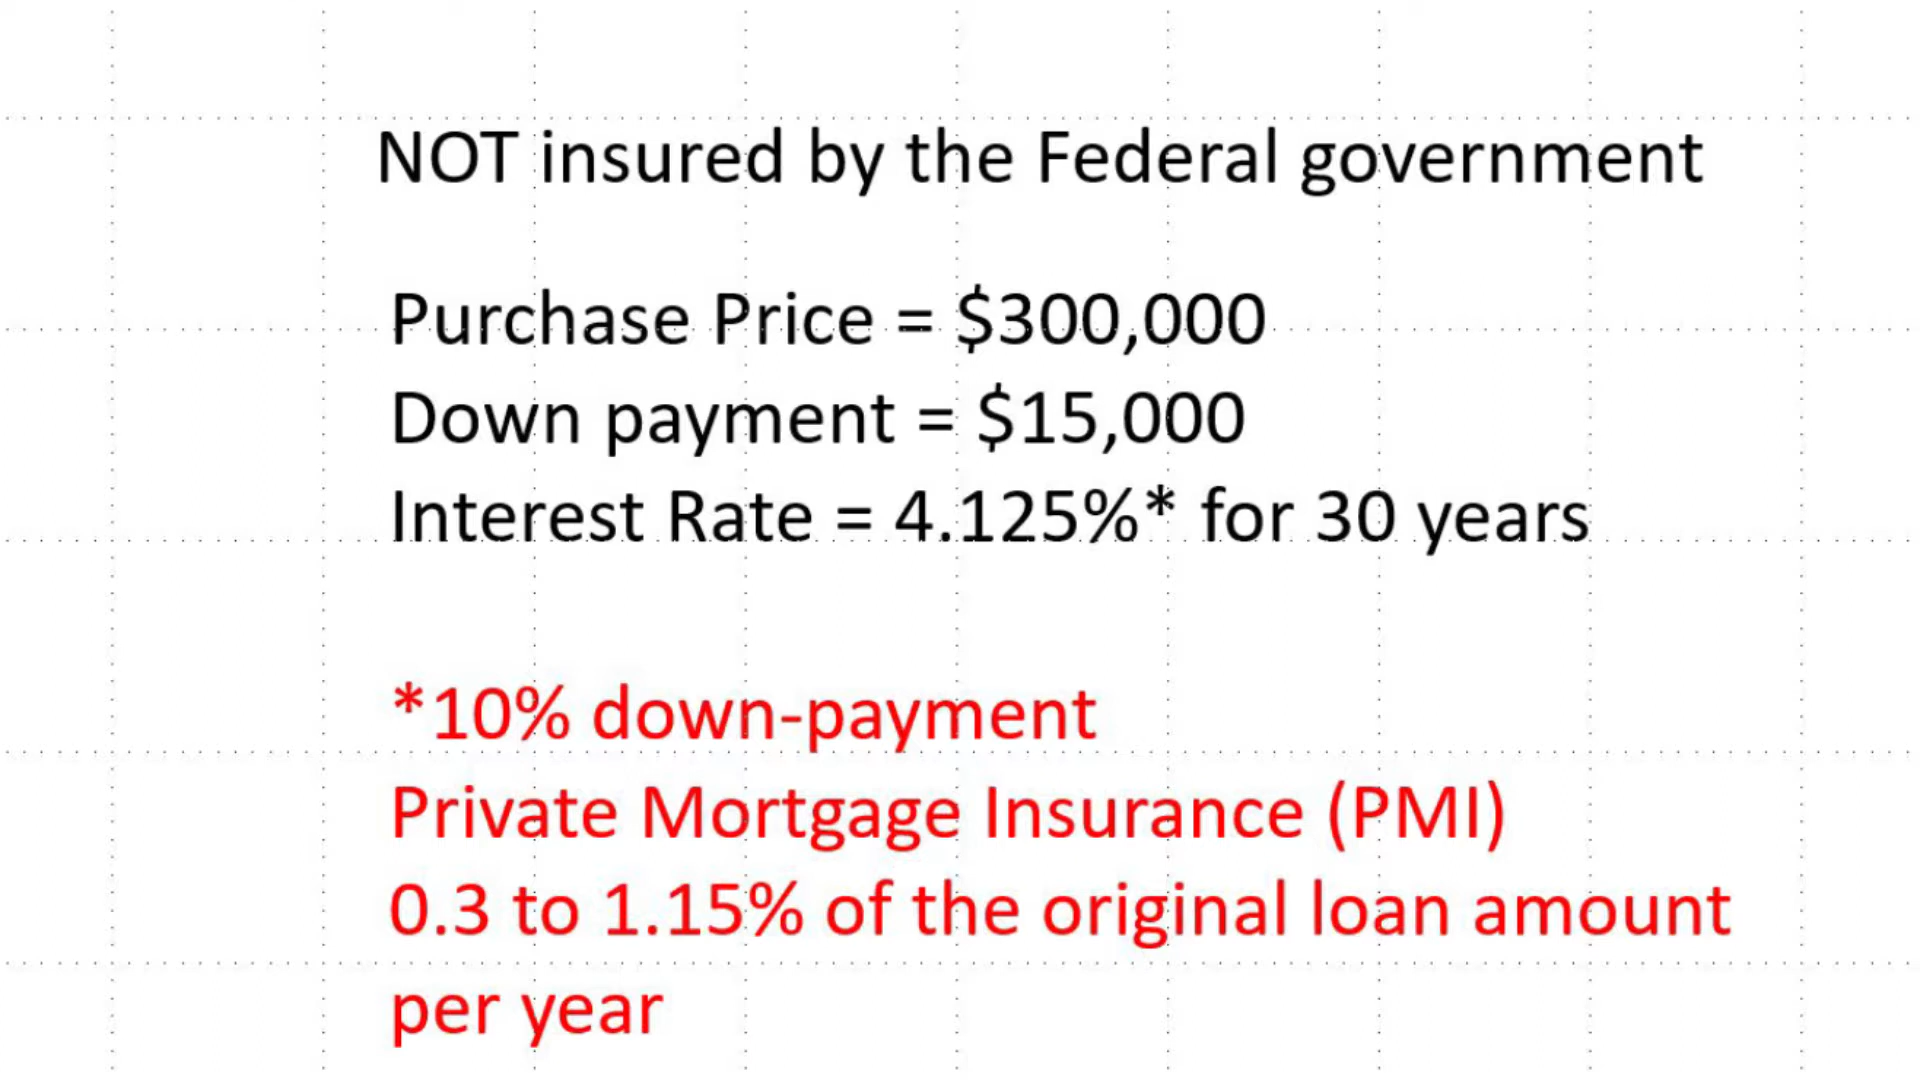 NOT insured by the Federal government
Purchase Price = $300,000
Down payment = $15,000
Interest Rate = 4.125%* for 30 years
*10% down-payment
Private Mortgage Insurance (PMI)
0.3 to 1.15% of the original loan amount
per year